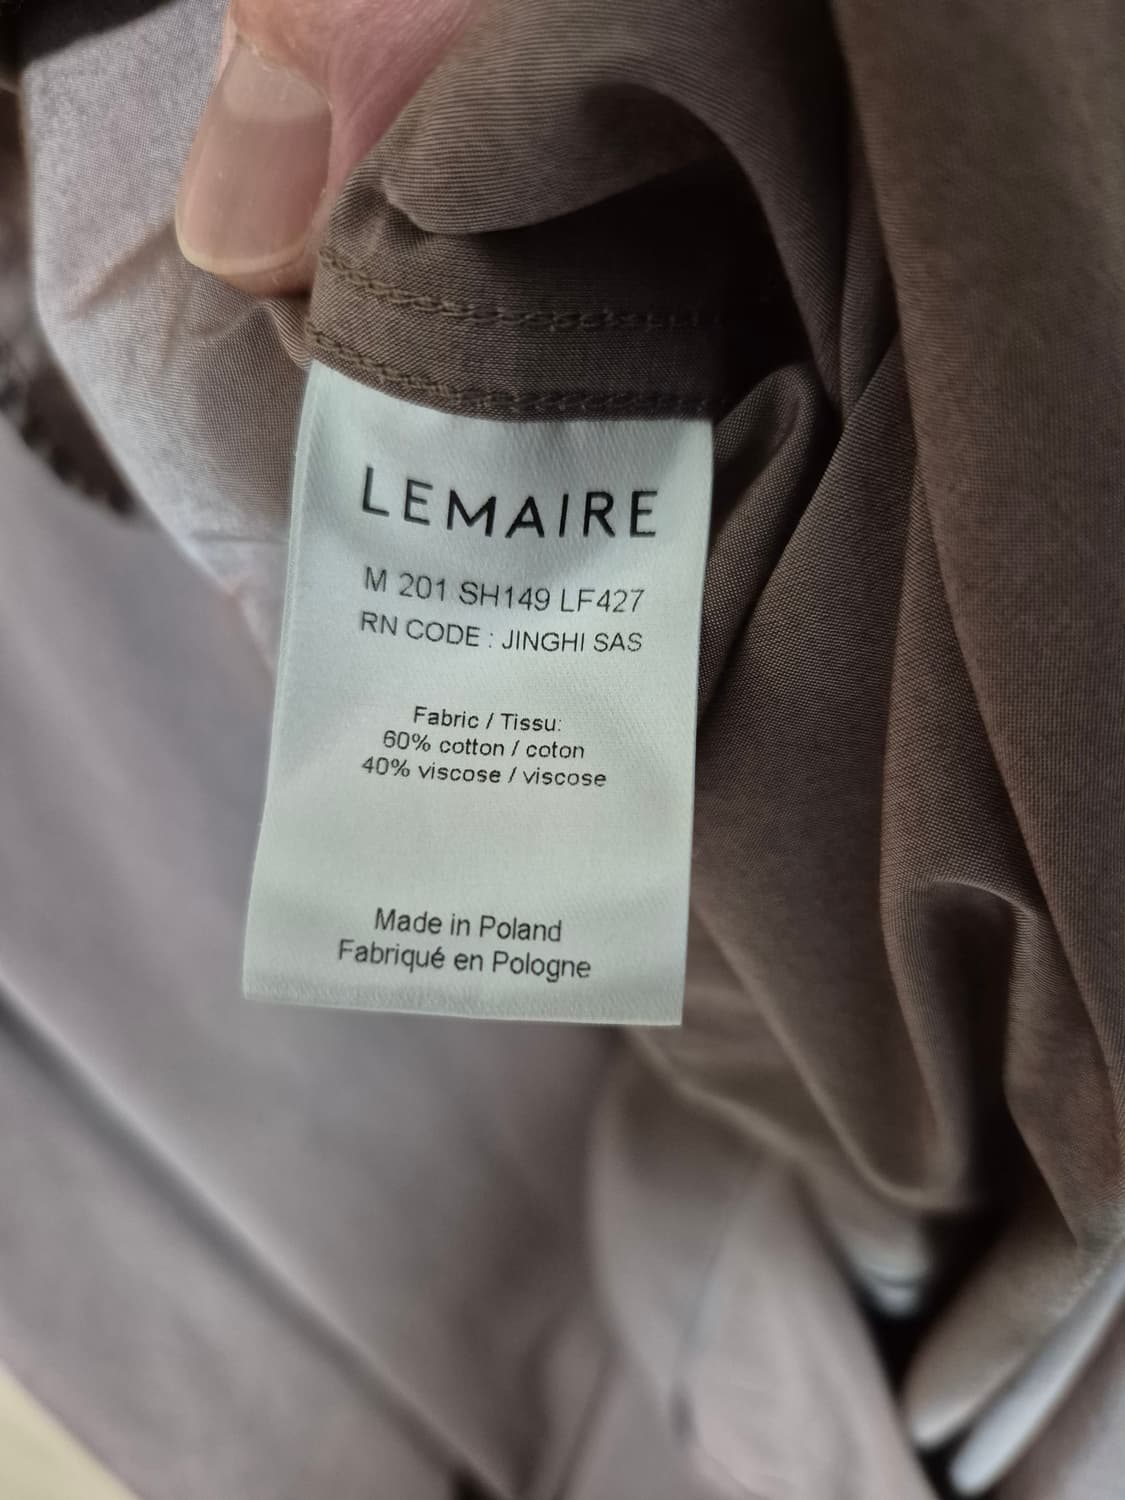 LEMAIRE
M 201 SH149 LF427
RN CODE : JINGHI SAS
Fabric / Tissu:
60% cotton / coton
40% viscose / viscose
Made in Poland
Fabriqué en Pologne